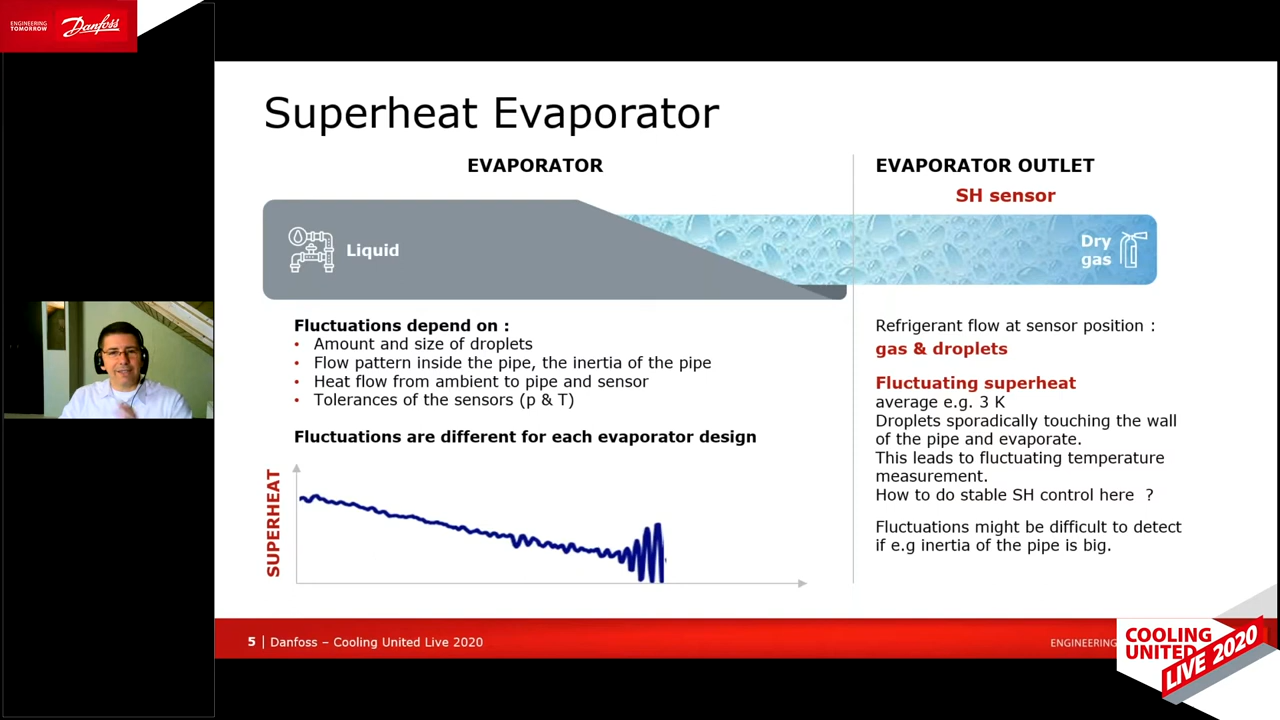 ENGINEERING
TOMORROW
Danfoss
Superheat Evaporator
EVAPORATOR
Liquid
Fluctuations depend on :
• Amount and size of droplets
• Flow pattern inside the pipe, the inertia of the pipe
• Heat flow from ambient to pipe and sensor
• Tolerances of the sensors (p & T)
Fluctuations are different for each evaporator design
SUPERHEAT
EVAPORATOR OUTLET
SH sensor
Dry
gas
Refrigerant flow at sensor position :
gas & droplets
Fluctuating superheat
average e.g. 3 K
Droplets sporadically touching the wall
of the pipe and evaporate.
This leads to fluctuating temperature
measurement.
How to do stable SH control here ?
Fluctuations might be difficult to detect
if e.g inertia of the pipe is big.
5 | Danfoss – Cooling United Live 2020
ENGINEERING
COOLING
UNITED
LIVE 2020